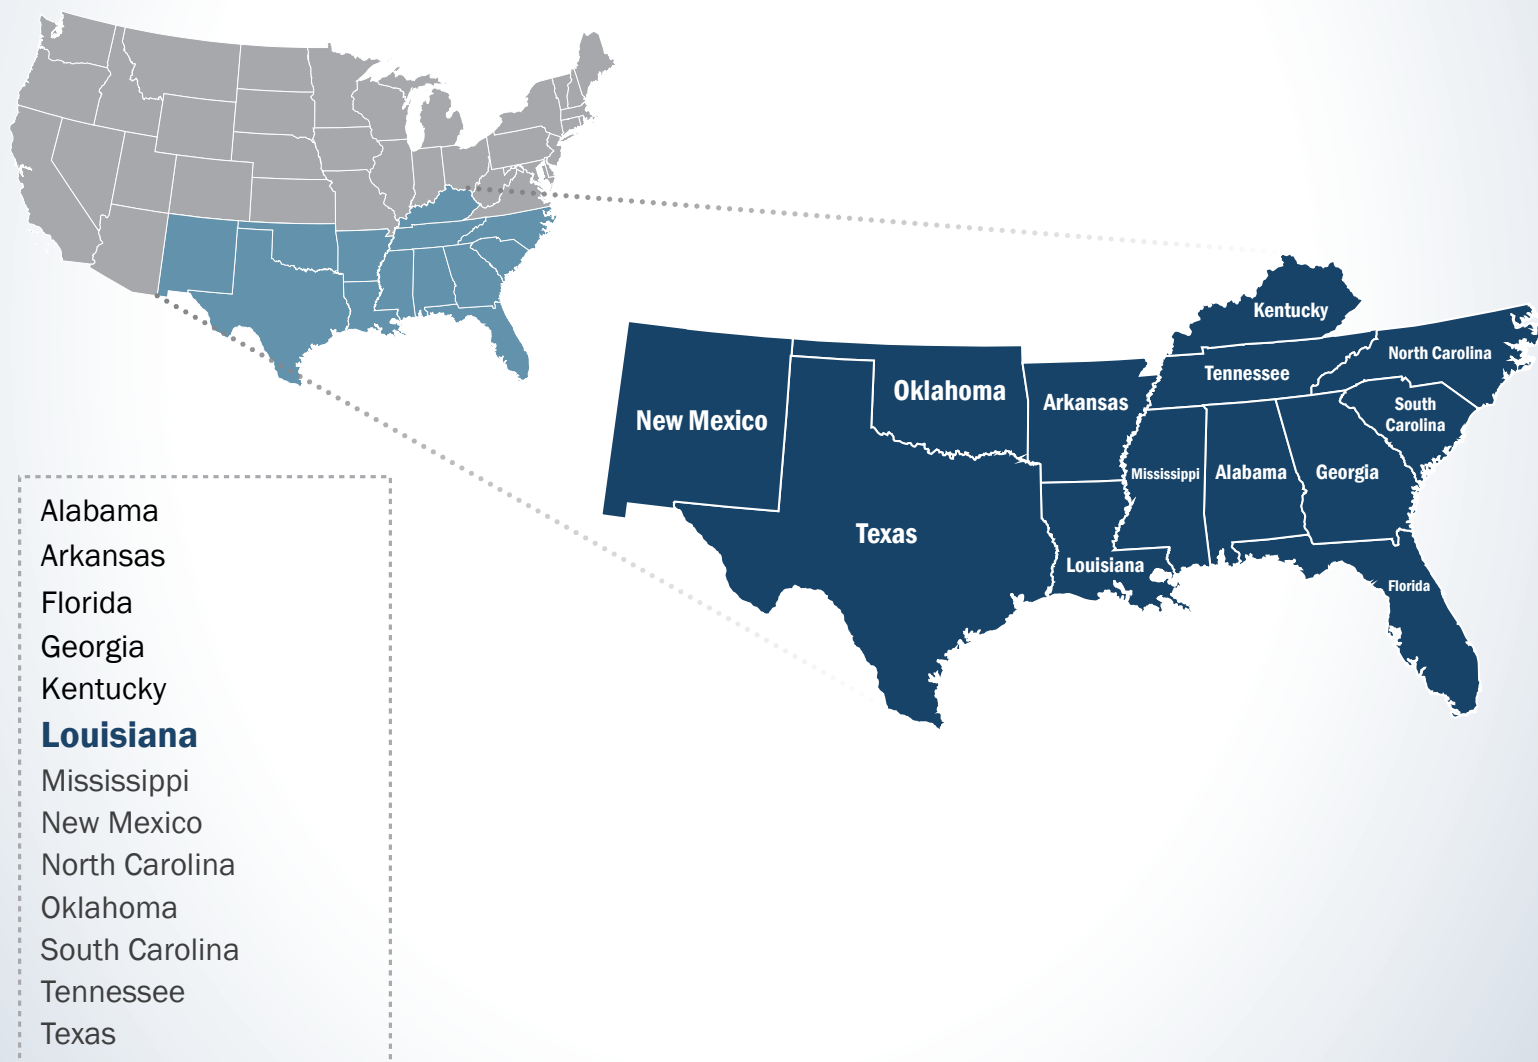 Kentucky
North Carolina
Tennessee
Oklahoma
Arkansas
South
Carolina
New Mexico
Mississippi
Alabama
Georgia
Texas
Louisiana
Florida
Alabama
Arkansas
Florida
Georgia
Kentucky
Louisiana
Mississippi
New Mexico
North Carolina
Oklahoma
South Carolina
Tennessee
Texas